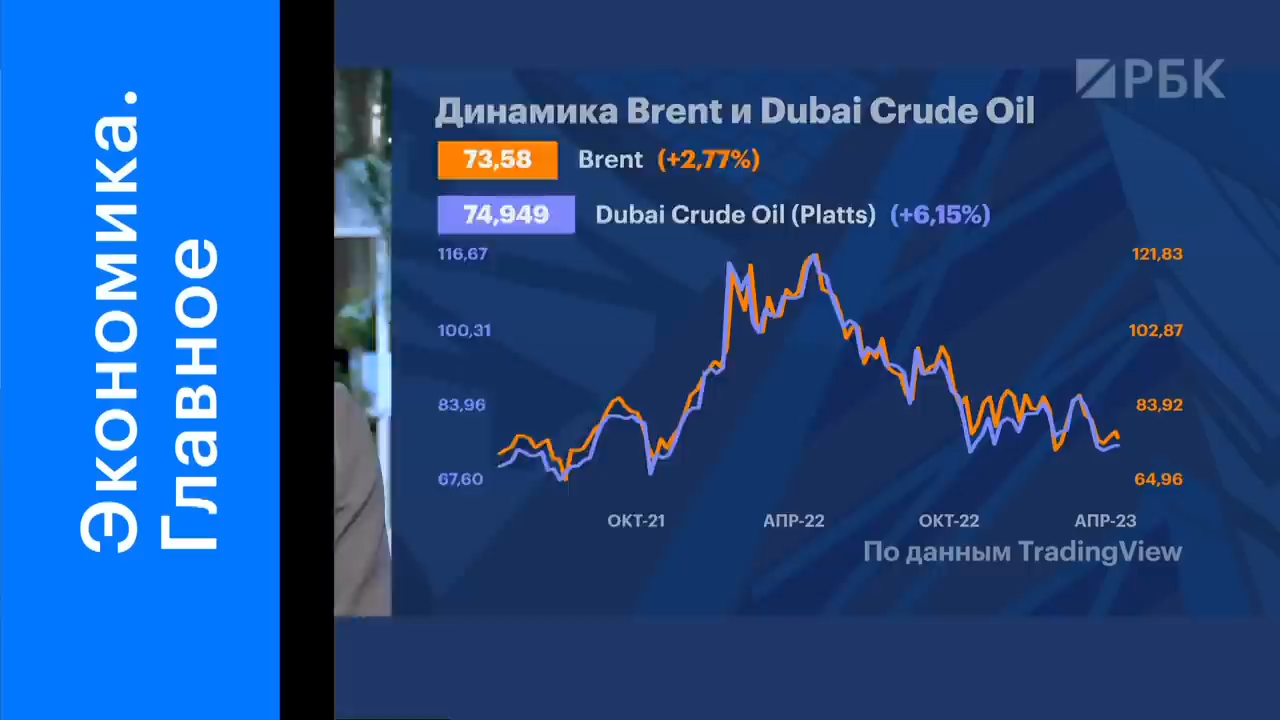 Экономика.
Главное
РБК
Динамика Brent и Dubai Crude Oil
73,58 Brent (+2,77%)
74,949 Dubai Crude Oil (Platts) (+6,15%)
116,67 121,83
100,31 102,87
83,96 83,92
67,60 64,96
ОКТ-21 АПР-22 ОКТ-22 АПР-23
По данным TradingView